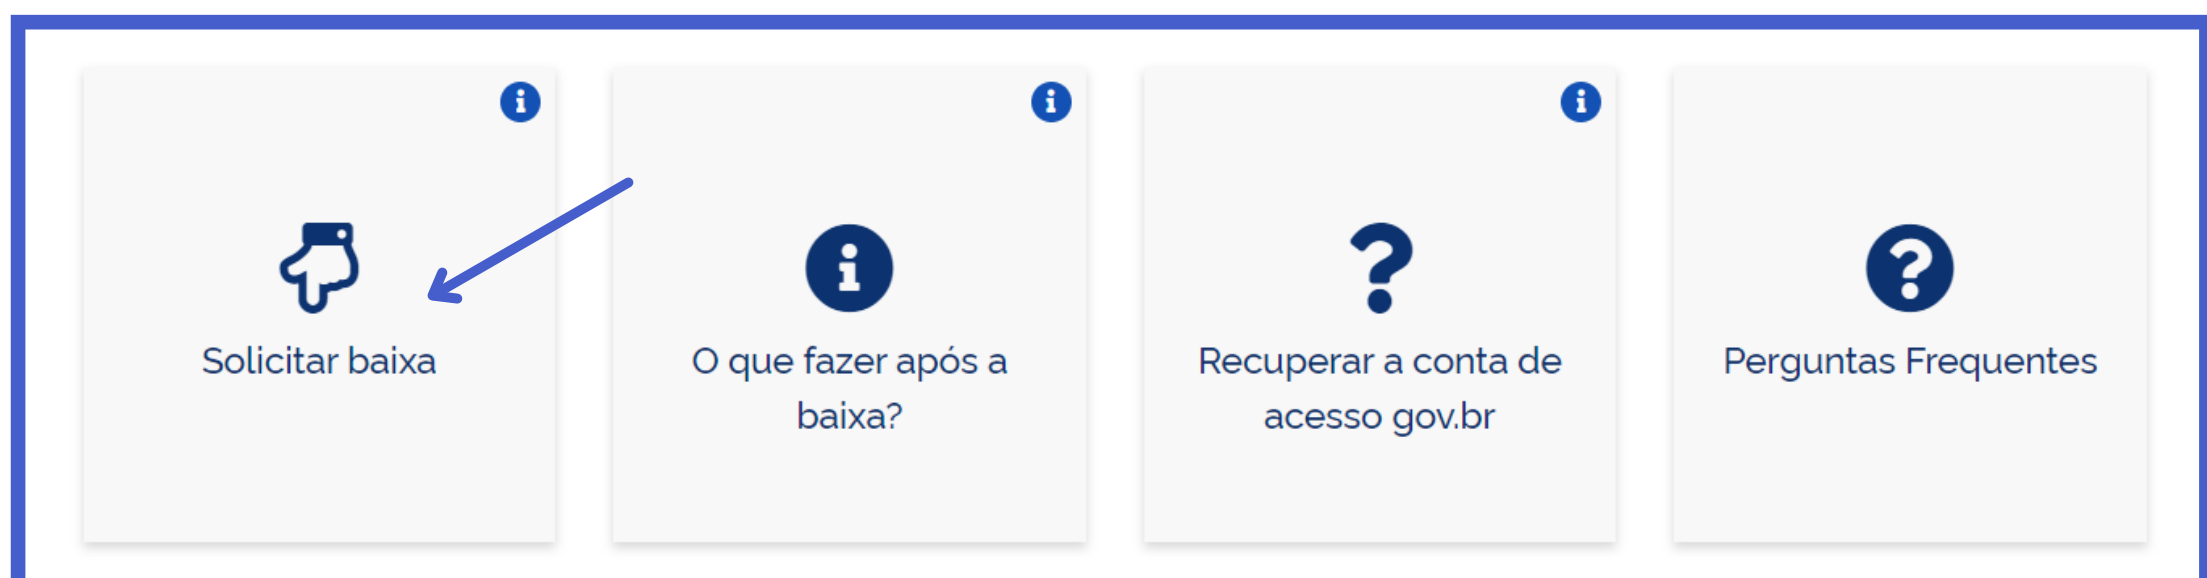 Solicitar baixa
O que fazer após a
baixa?
Recuperar a conta de
acesso gov.br
Perguntas Frequentes